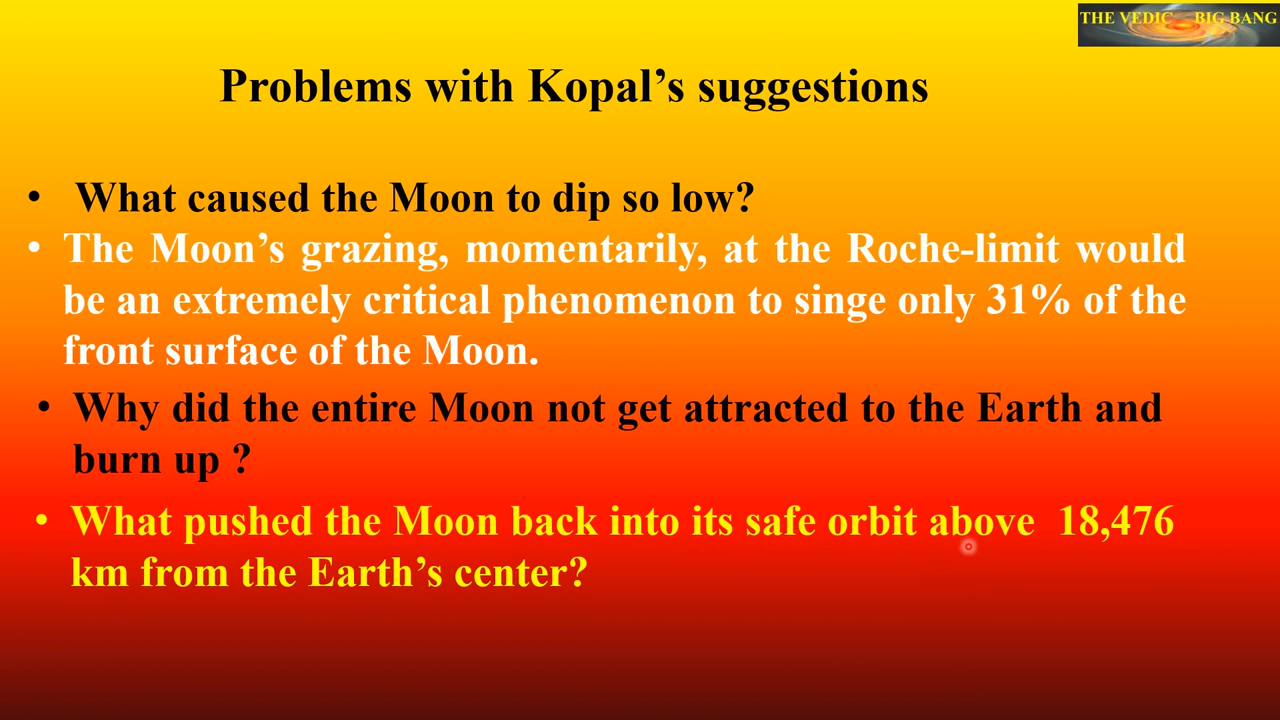 THE VEDIC BIG BANG
Problems with Kopal’s suggestions
• What caused the Moon to dip so low?
• The Moon’s grazing, momentarily, at the Roche-limit would
be an extremely critical phenomenon to singe only 31% of the
front surface of the Moon.
• Why did the entire Moon not get attracted to the Earth and
burn up ?
• What pushed the Moon back into its safe orbit above 18,476
km from the Earth’s center?